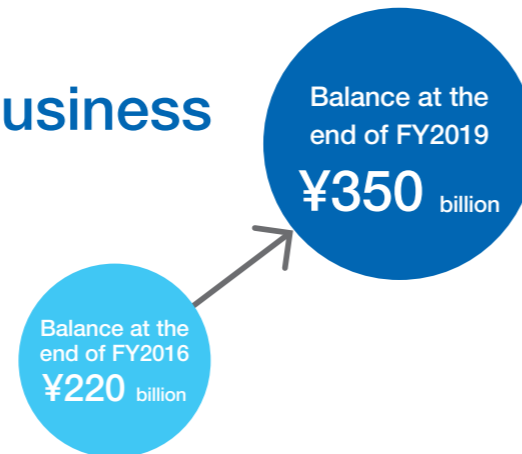 usiness
Balance at the
end of FY2019
¥350 billion
Balance at the
end of FY2016
¥220 billion